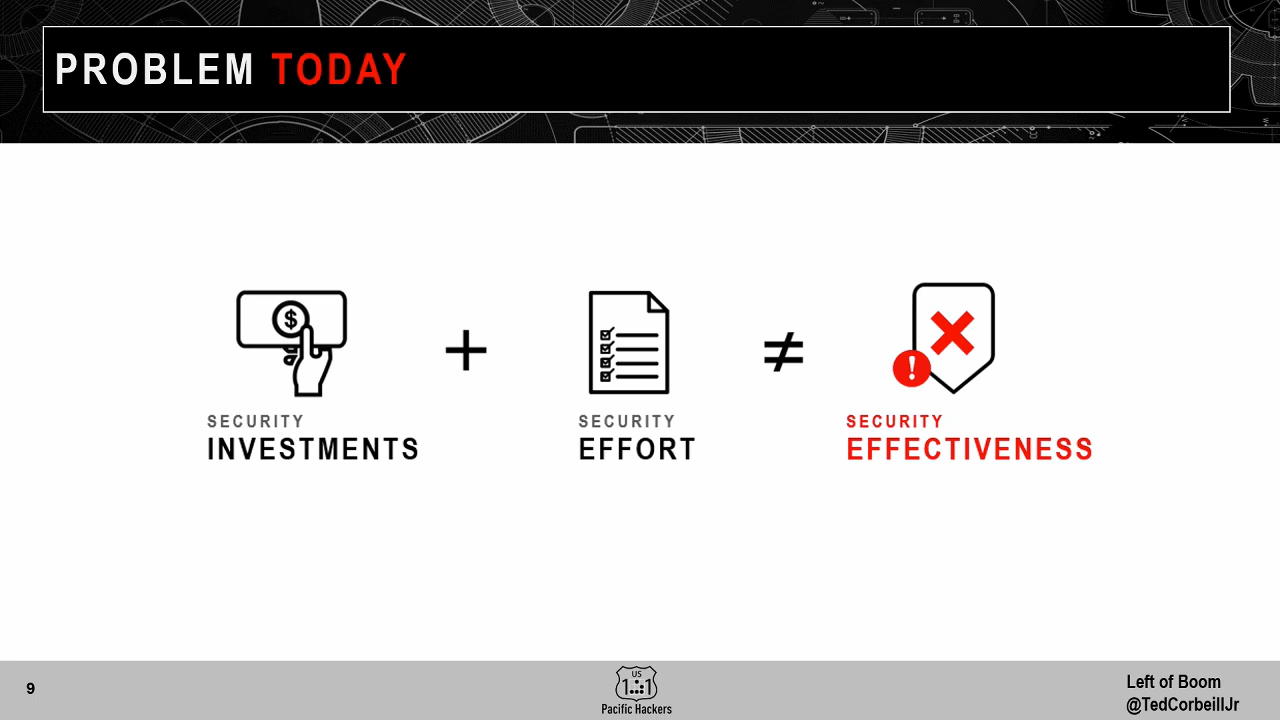 PROBLEM TODAY
$
+
≠
!
SECURITY
INVESTMENTS
SECURITY
EFFORT
SECURITY
EFFECTIVENESS
9
US
1 1
Pacific Hackers
Left of Boom
@TedCorbeillJr